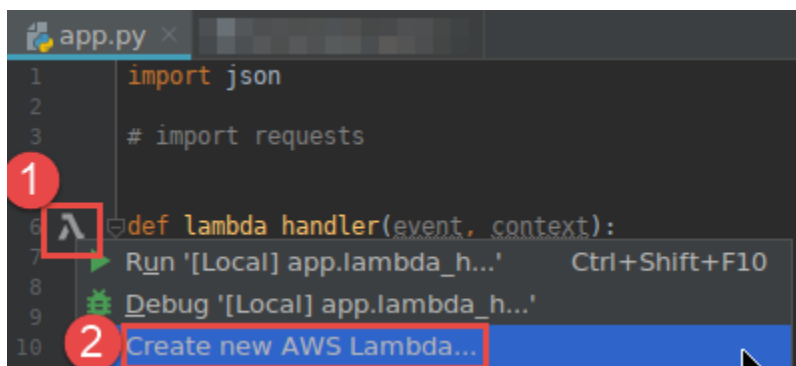 app.py ×
1 import json
2
3 # import requests
1
6 λ def lambda_handler(event, context):
7 Run '[Local] app.lambda_h...' Ctrl+Shift+F10
8
9 Debug '[Local] app.lambda_h...'
10 2 Create new AWS Lambda...